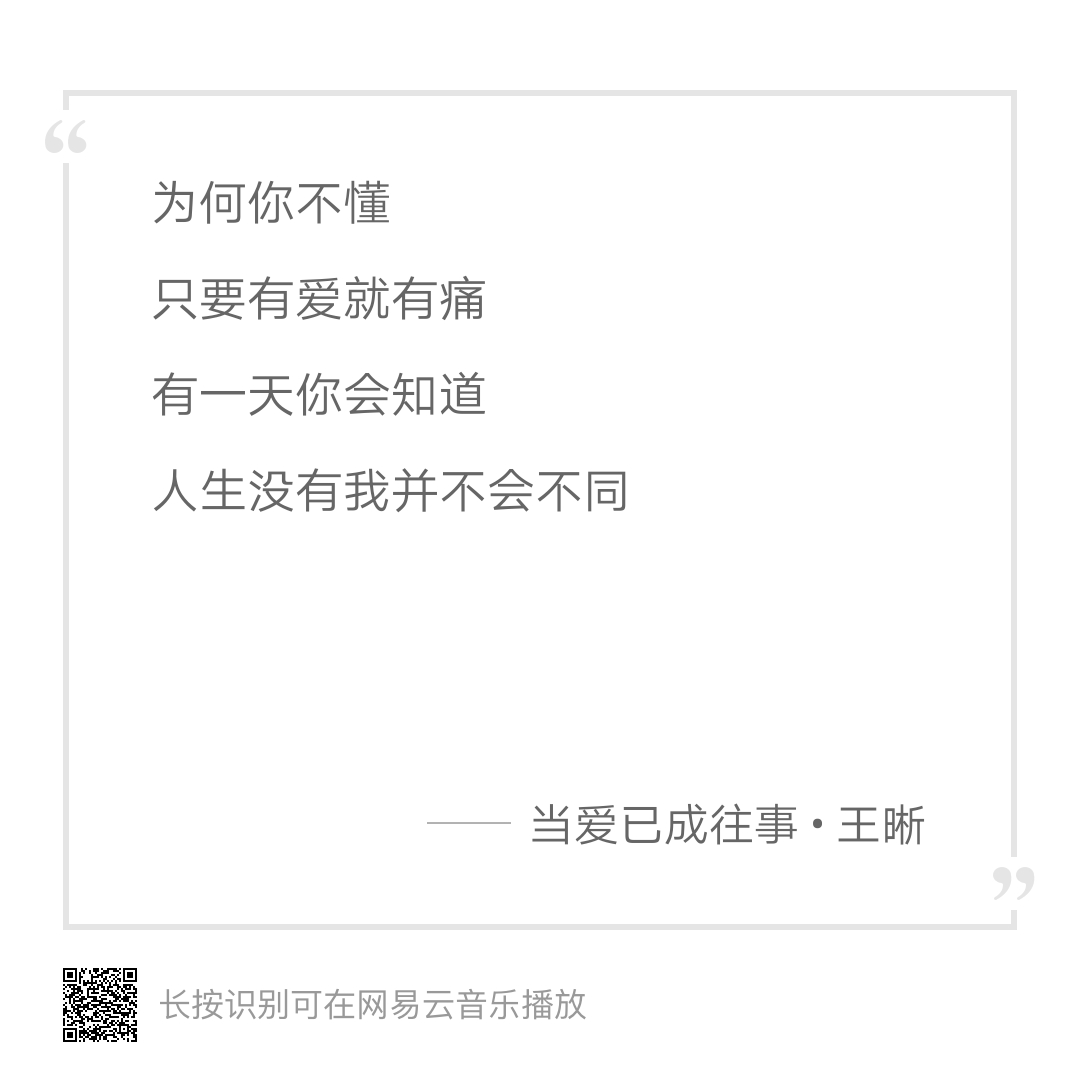 “
为何你不懂
只要有爱就有痛
有一天你会知道
人生没有我并不会不同
—— 当爱已成往事 • 王晰
”
长按识别可在网易云音乐播放